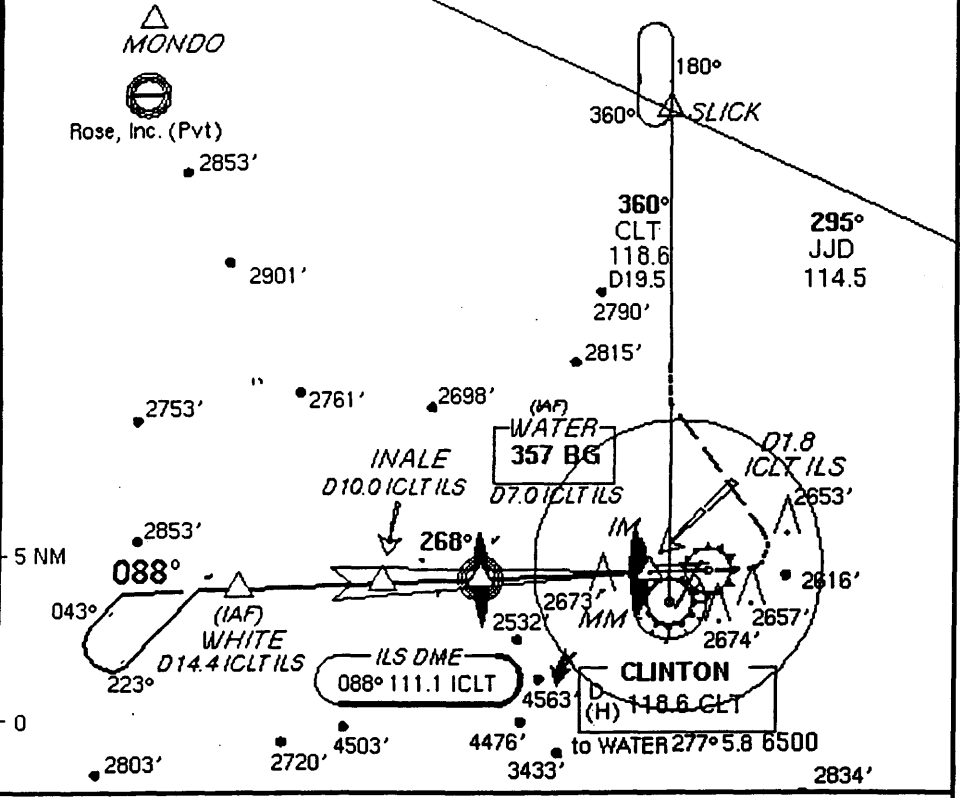 MONDO
180°
360°
SLICK
Rose, Inc. (Pvt)
2853'
360°
CLT
118.6
D19.5
295°
JJD
114.5
2901'
2790'
2815'
2753'
2761'
2698'
(IAF)
WATER
357 BG
D7.0 ICLT ILS
INALE
D10.0 ICLT ILS
D1.8
ICLT ILS
2653'
IM
2853'
5 NM
268°
088°
2616'
043°
(IAF)
WHITE
D14.4 ICLT ILS
2673'
MM
2657'
2674'
2532'
223°
ILS DME
088° 111.1 ICLT
4563'
CLINTON
D
(H) 118.6 CLT
to WATER 277° 5.8 6500
0
4503'
4476'
2720'
3433'
2803'
2834'